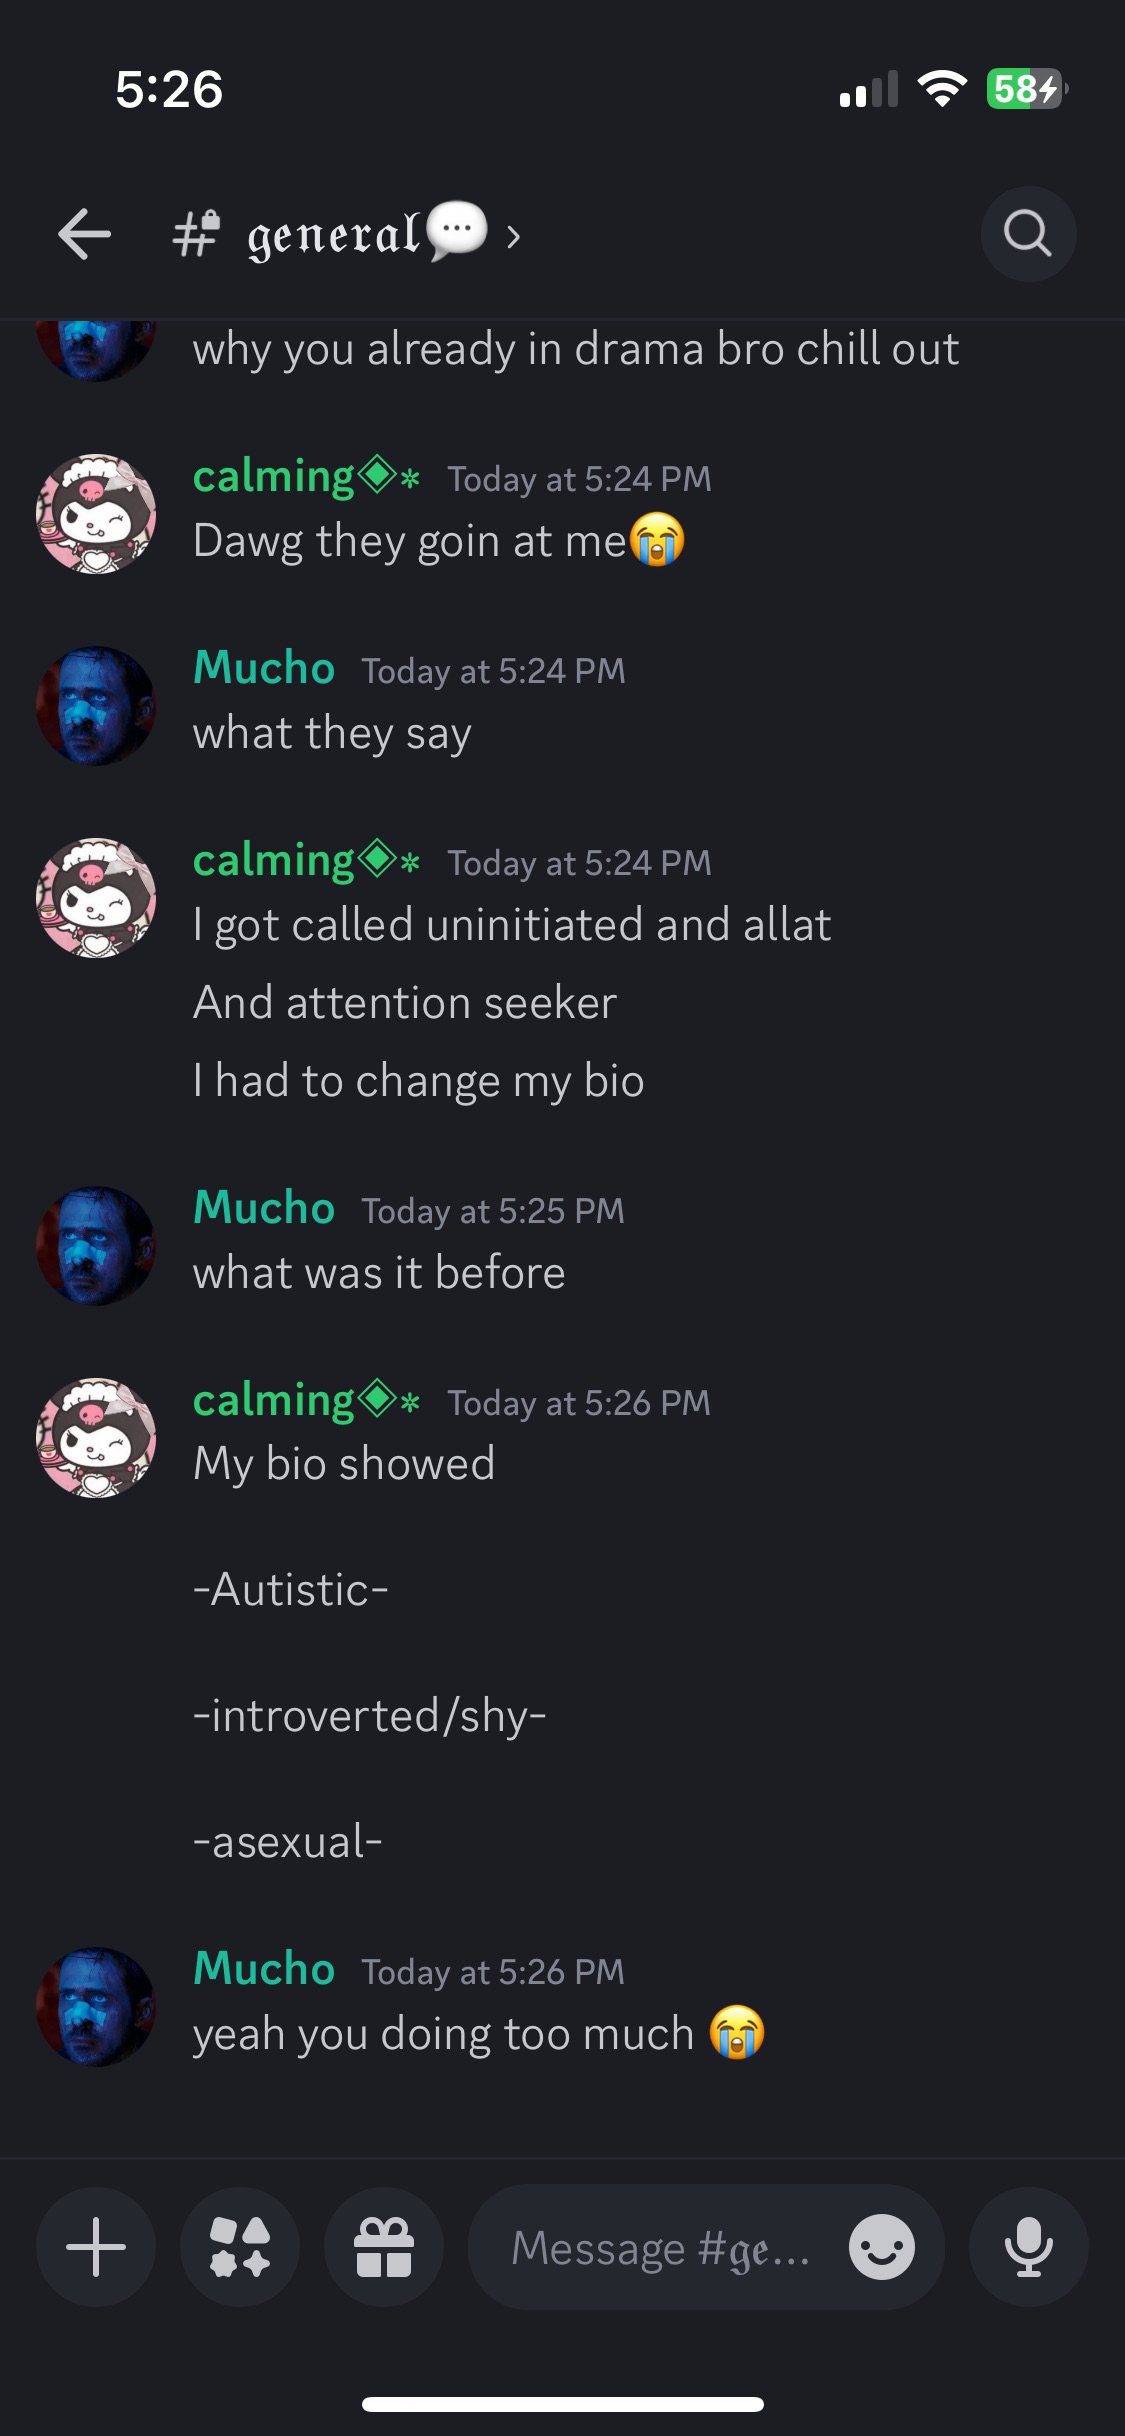 5:26
58
# general💬 ›
why you already in drama bro chill out
calming◈* Today at 5:24 PM
Dawg they goin at me😭
Mucho Today at 5:24 PM
what they say
calming◈* Today at 5:24 PM
I got called uninitiated and allat
And attention seeker
I had to change my bio
Mucho Today at 5:25 PM
what was it before
calming◈* Today at 5:26 PM
My bio showed
-Autistic-
-introverted/shy-
-asexual-
Mucho Today at 5:26 PM
yeah you doing too much 😭
Message #𝖌𝖊...